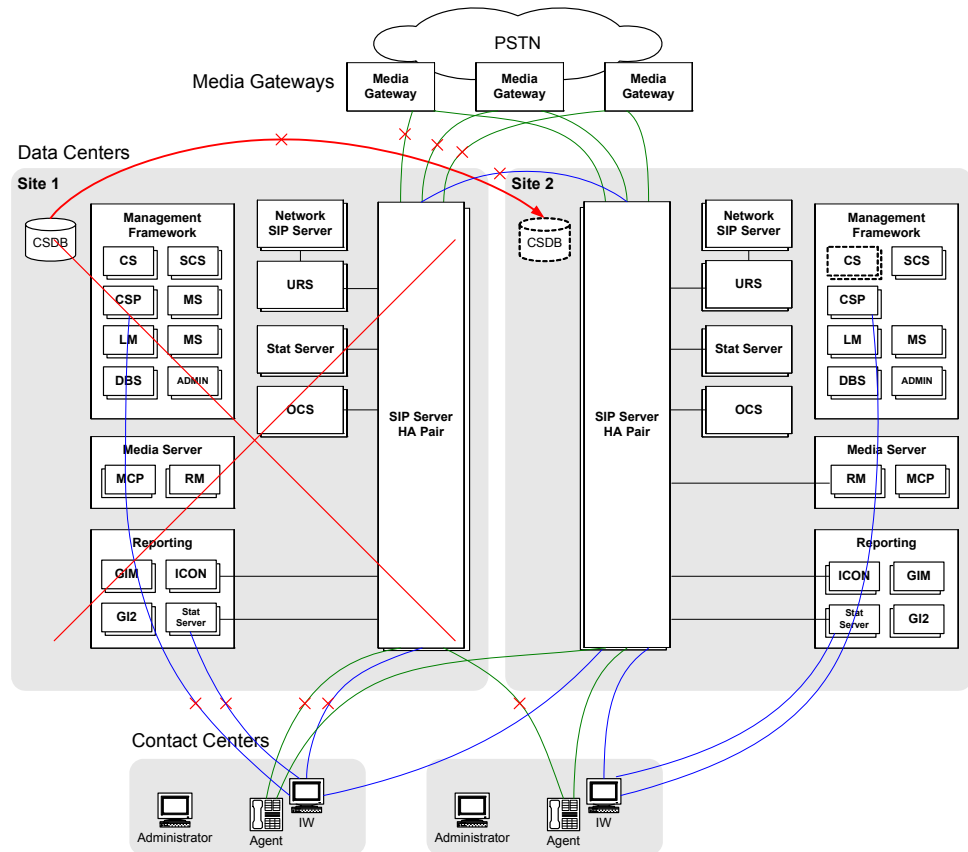 PSTN
Media Gateways
Media
Gateway
Media
Gateway
Media
Gateway
Data Centers
Site 1
CSDB
Management
Framework
CS
SCS
CSP
MS
LM
MS
DBS
ADMIN
Media Server
MCP
RM
Reporting
GIM
ICON
GI2
Stat
Server
Network
SIP Server
URS
Stat Server
OCS
SIP Server
HA Pair
Site 2
CSDB
SIP Server
HA Pair
Network
SIP Server
URS
Stat Server
OCS
Management
Framework
CS
SCS
CSP
LM
MS
DBS
ADMIN
Media Server
RM
MCP
Reporting
ICON
GIM
Stat
Server
GI2
Contact Centers
Administrator
Agent
IW
Administrator
Agent
IW